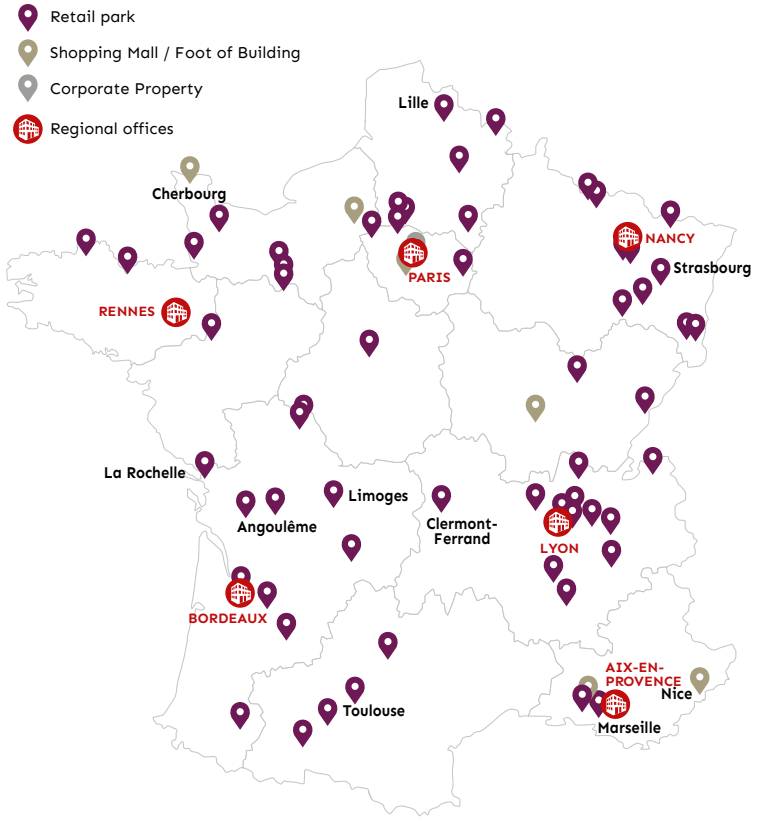 Retail park
Shopping Mall / Foot of Building
Corporate Property
Regional offices
Lille
Cherbourg
NANCY
Strasbourg
PARIS
RENNES
La Rochelle
Limoges
Angoulême
Clermont-
Ferrand
LYON
BORDEAUX
AIX-EN-
PROVENCE
Nice
Toulouse
Marseille